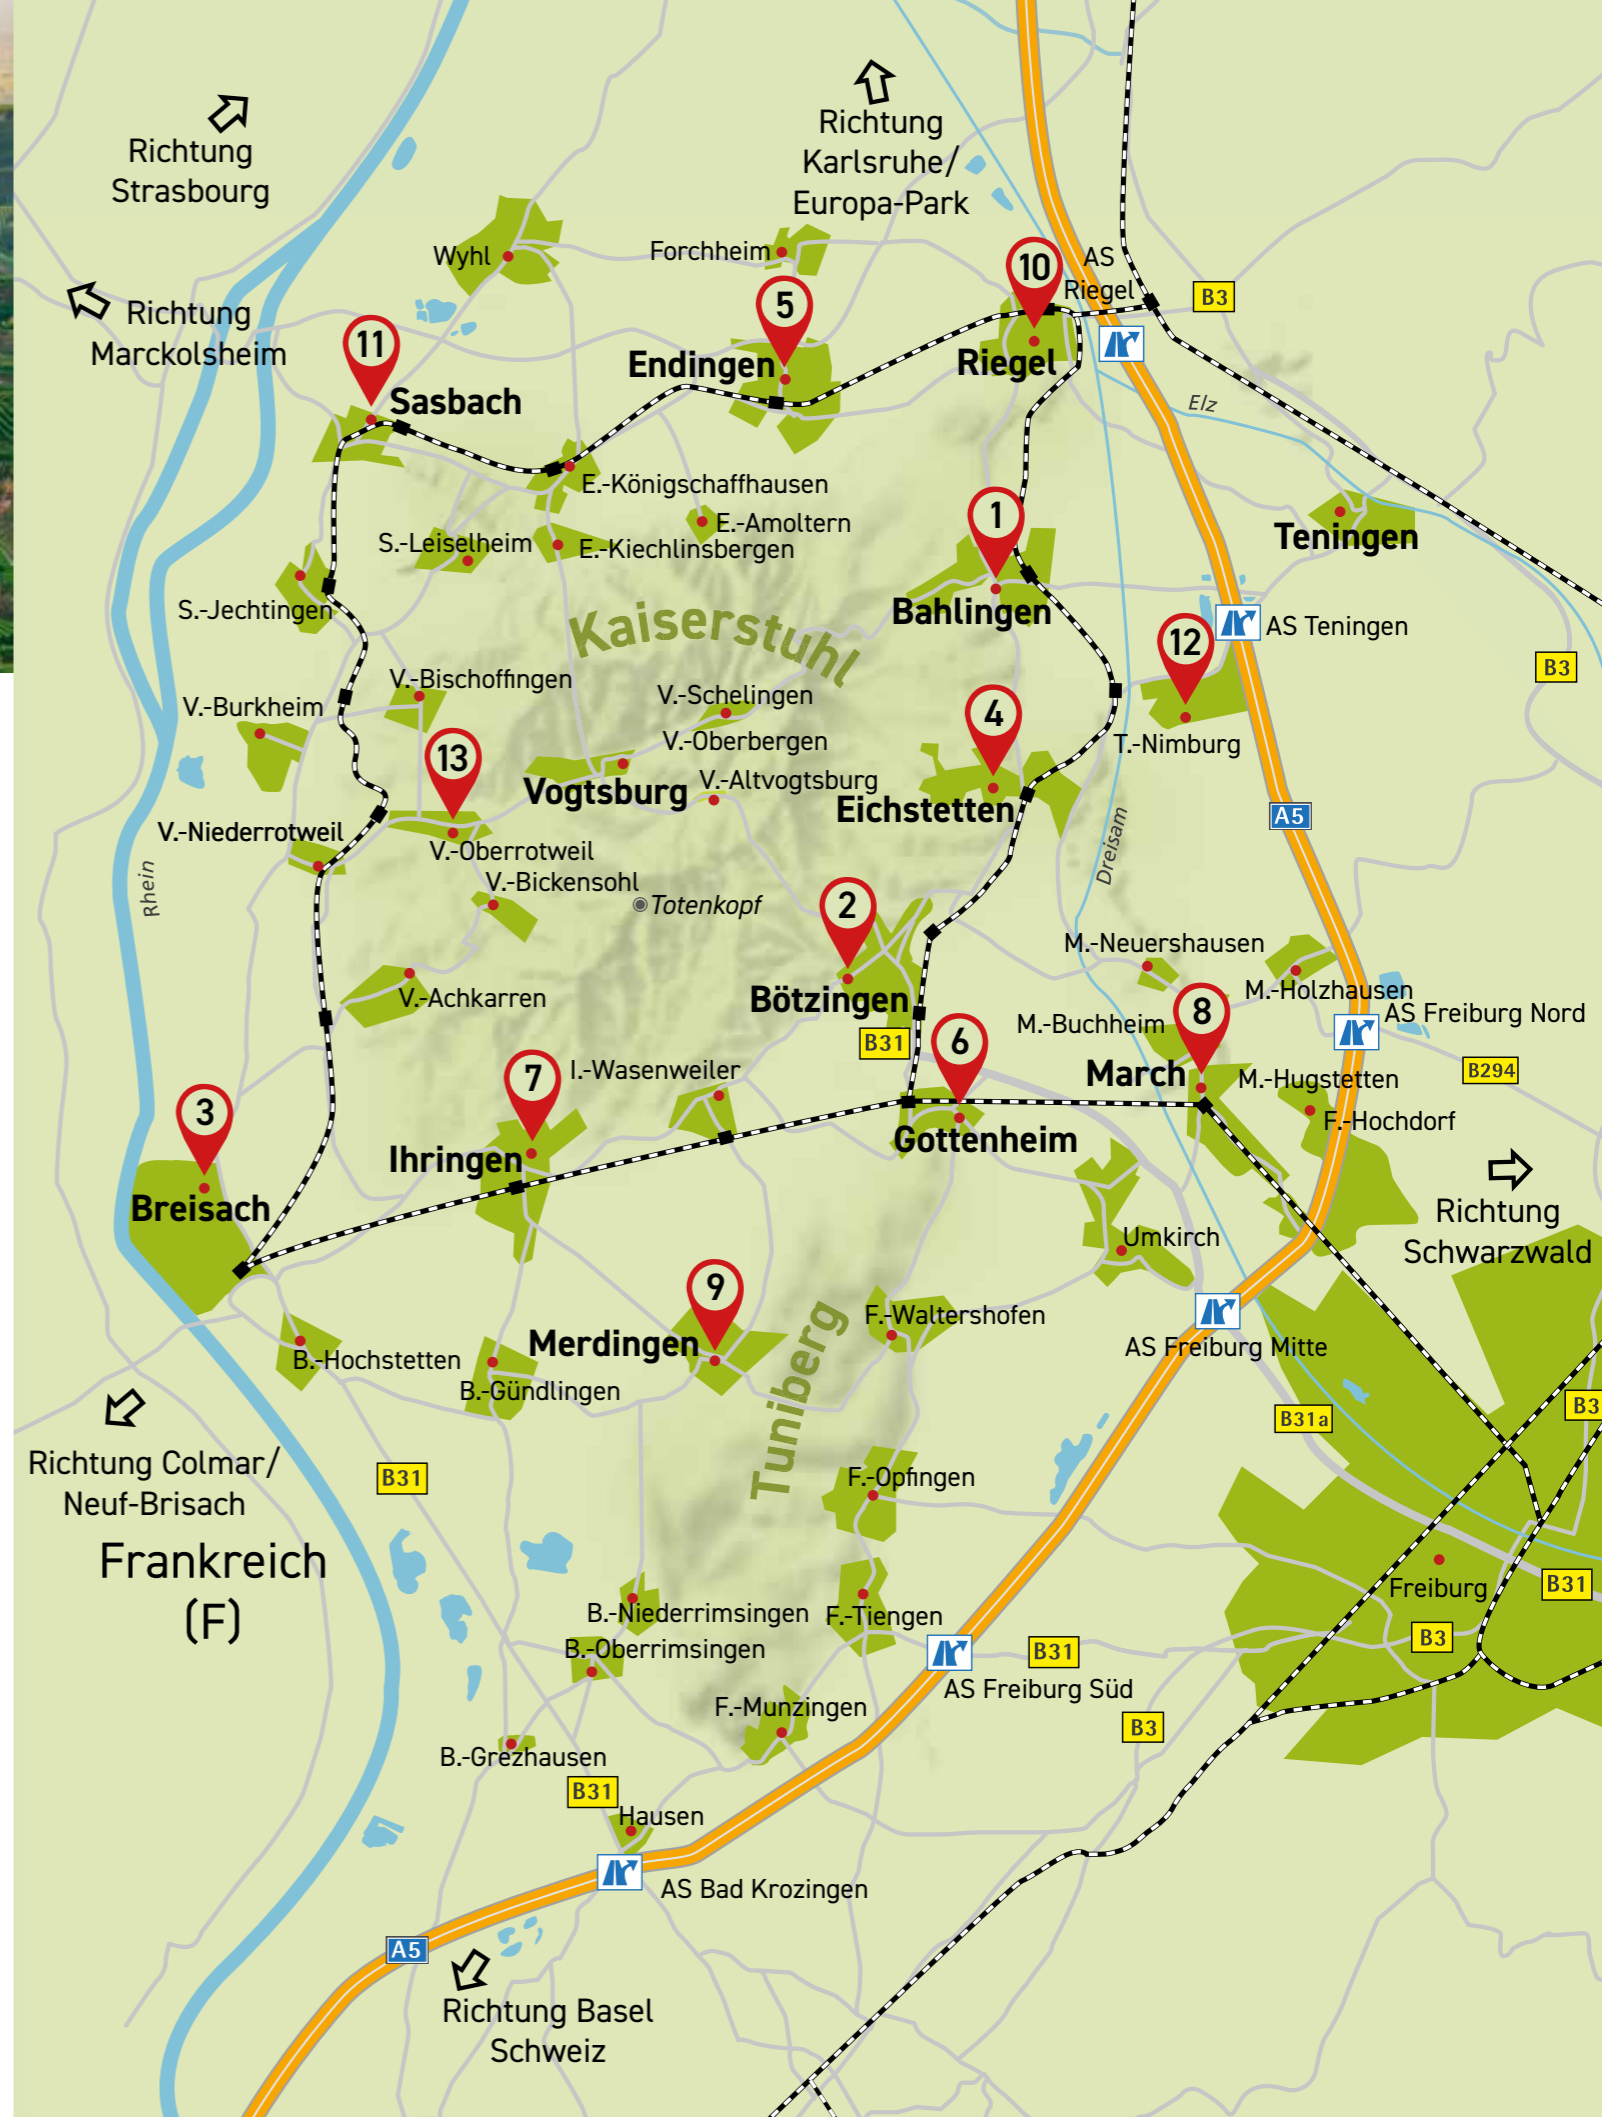 Richtung
Strasbourg
Richtung
Karlsruhe/
Europa-Park
Wyhl
Forchheim
10
AS
Riegel
B3
5
Richtung
Marckolsheim
11
Endingen
Riegel
Sasbach
Elz
E.-Königschaffhausen
1
E.-Amoltern
Teningen
S.-Leiselheim
E.-Kiechlinsbergen
S.-Jechtingen
Bahlingen
Kaiserstuhl
12
AS Teningen
B3
V.-Bischoffingen
V.-Schelingen
4
V.-Burkheim
V.-Oberbergen
T.-Nimburg
13
Vogtsburg
V.-Altvogtsburg
Eichstetten
A5
V.-Niederrotweil
V.-Oberrotweil
Dreisam
Rhein
V.-Bickensohl
Totenkopf
2
M.-Neuershausen
V.-Achkarren
Bötzingen
M.-Holzhausen
8
AS Freiburg Nord
M.-Buchheim
B31
6
I.-Wasenweiler
March
M.-Hugstetten
B294
7
3
F.-Hochdorf
Ihringen
Gottenheim
Breisach
Richtung
Schwarzwald
Umkirch
9
F.-Waltershofen
Merdingen
AS Freiburg Mitte
B.-Hochstetten
B.-Gündlingen
Tuniberg
B3
B31a
Richtung Colmar/
Neuf-Brisach
B31
F.-Opfingen
Frankreich
(F)
Freiburg
B31
B.-Niederrimsingen
F.-Tiengen
B3
B.-Oberrimsingen
B31
AS Freiburg Süd
F.-Munzingen
B3
B.-Grezhausen
B31
Hausen
AS Bad Krozingen
A5
Richtung Basel
Schweiz